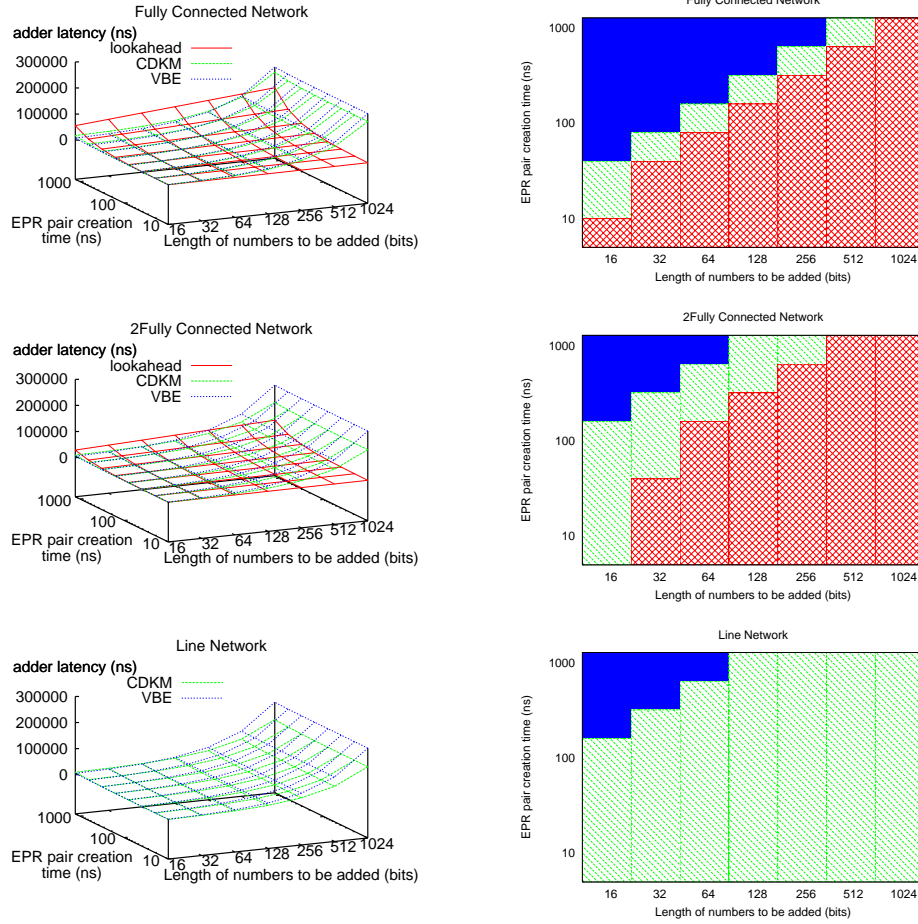 Fully Connected Network
adder latency (ns)
lookahead
CDKM
VBE
300000
200000
100000
0
1000
100
10
EPR pair creation
time (ns)
16
32
64
128
256
512
1024
Length of numbers to be added (bits)
Fully Connected Network
EPR pair creation time (ns)
1000
100
10
16
32
64
128
256
512
1024
Length of numbers to be added (bits)
2Fully Connected Network
adder latency (ns)
lookahead
CDKM
VBE
300000
200000
100000
0
1000
100
10
EPR pair creation
time (ns)
16
32
64
128
256
512
1024
Length of numbers to be added (bits)
2Fully Connected Network
EPR pair creation time (ns)
1000
100
10
16
32
64
128
256
512
1024
Length of numbers to be added (bits)
Line Network
adder latency (ns)
CDKM
VBE
300000
200000
100000
0
1000
100
10
EPR pair creation
time (ns)
16
32
64
128
256
512
1024
Length of numbers to be added (bits)
Line Network
EPR pair creation time (ns)
1000
100
10
16
32
64
128
256
512
1024
Length of numbers to be added (bits)